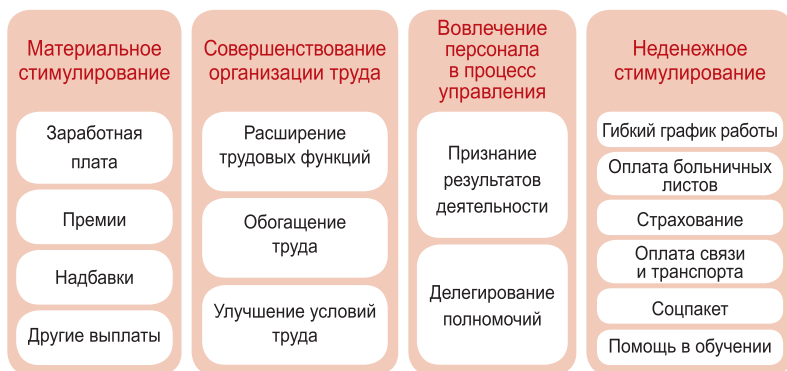 Материальное
стимулирование
Заработная
плата
Премии
Надбавки
Другие выплаты
Совершенствование
организации труда
Расширение
трудовых функций
Обогащение
труда
Улучшение условий
труда
Вовлечение
персонала
в процесс
управления
Признание
результатов
деятельности
Делегирование
полномочий
Неденежное
стимулирование
Гибкий график работы
Оплата больничных
листов
Страхование
Оплата связи
и транспорта
Соцпакет
Помощь в обучении